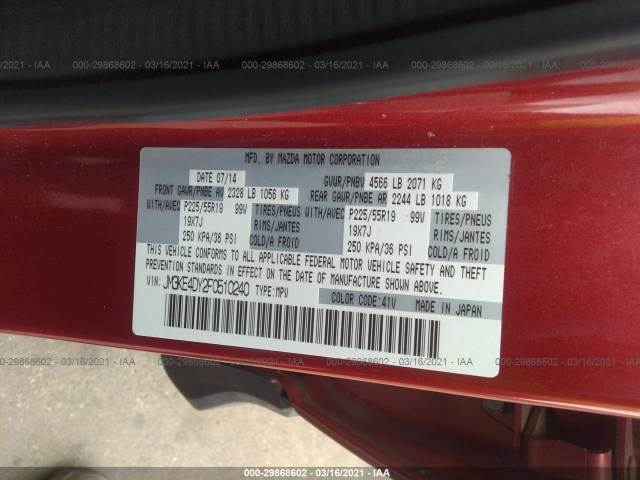 000-29868602 - 03/16/2021 - IAA
MFD. BY MAZDA MOTOR CORPORATION
DATE 07/14
GVWR/PNBV 4566 LB 2071 KG
FRONT GAWR/PNBE AV 2328 LB 1056 KG
REAR GAWR/PNBE AR 2244 LB 1018 KG
WITH/AVEC P225/55R19 99V TIRES/PNEUS
19X7J RIMS/JANTES
250 KPA/36 PSI COLD/A FROID
WITH/AVEC P225/55R19 99V TIRES/PNEUS
19X7J RIMS/JANTES
250 KPA/36 PSI COLD/A FROID
THIS VEHICLE CONFORMS TO ALL APPLICABLE FEDERAL MOTOR VEHICLE SAFETY AND THEFT
PREVENTION STANDARDS IN EFFECT ON THE DATE OF MANUFACTURE SHOWN ABOVE.
VIN: JM3KE4DY2F0510240 TYPE:MPV
COLOR CODE:41V MADE IN JAPAN
000-29868602 - 03/16/2021 - IAA